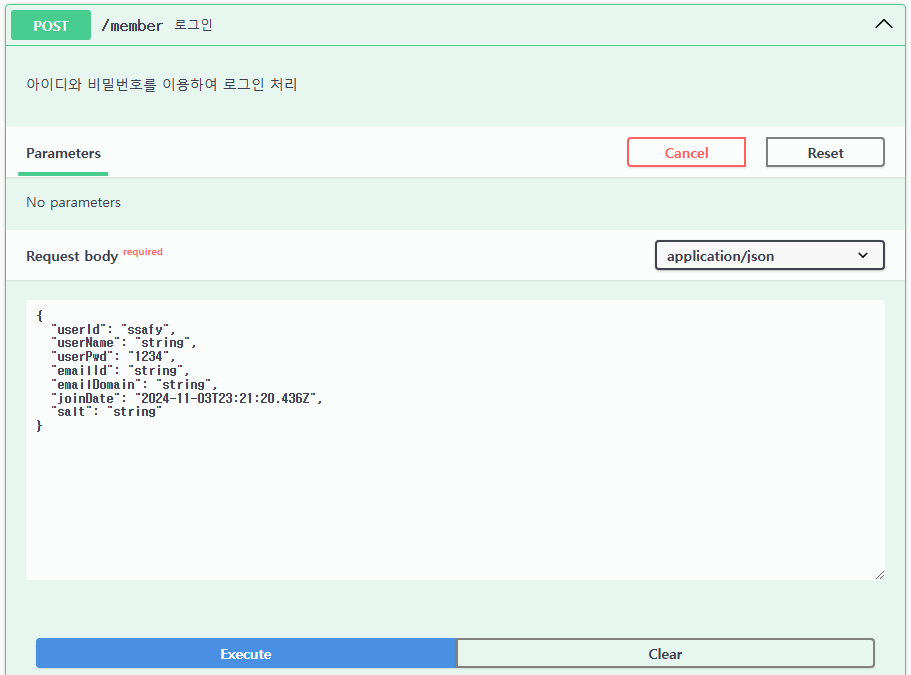 POST /member 로그인
아이디와 비밀번호를 이용하여 로그인 처리
Parameters Cancel Reset
No parameters
Request body required application/json
{
"userId": "ssafy",
"userName": "string",
"userPwd": "1234",
"emailId": "string",
"emailDomain": "string",
"joinDate": "2024-11-03T23:21:20.436Z",
"salt": "string"
}
Execute Clear